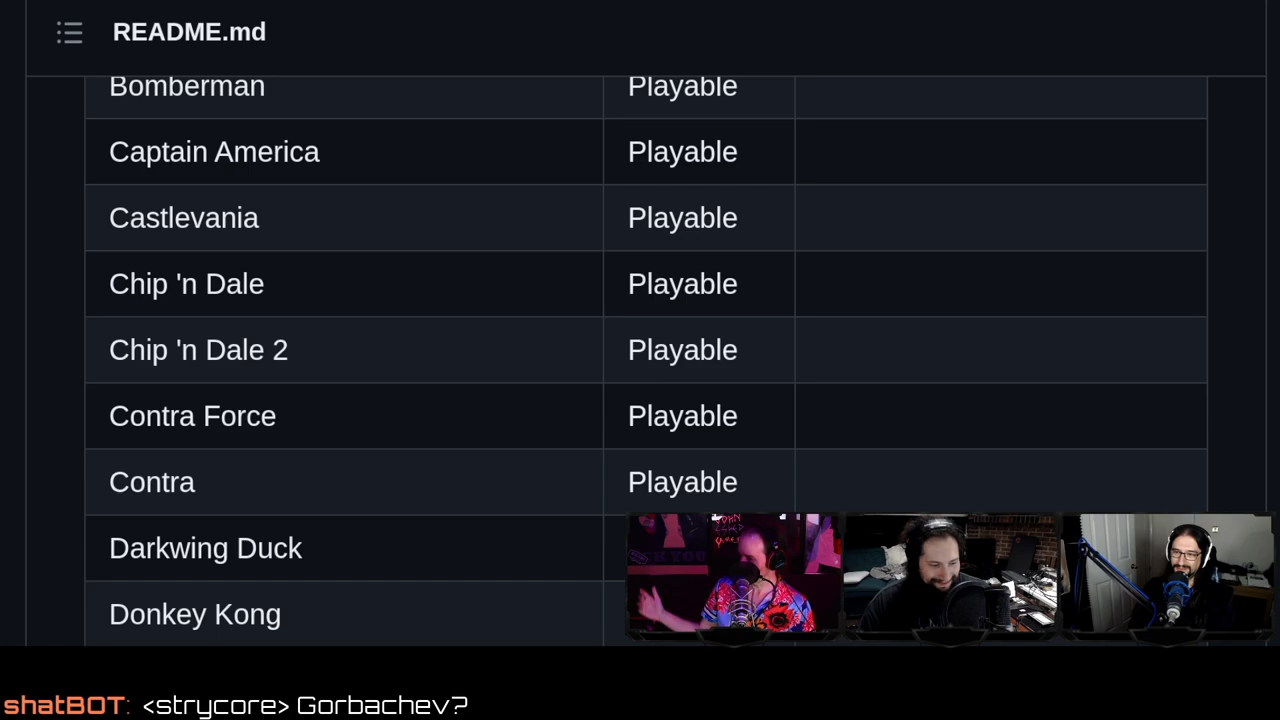 README.md
Bomberman Playable
Captain America Playable
Castlevania Playable
Chip 'n Dale Playable
Chip 'n Dale 2 Playable
Contra Force Playable
Contra Playable
Darkwing Duck
Donkey Kong
shatBOT: <strycore> Gorbachev?